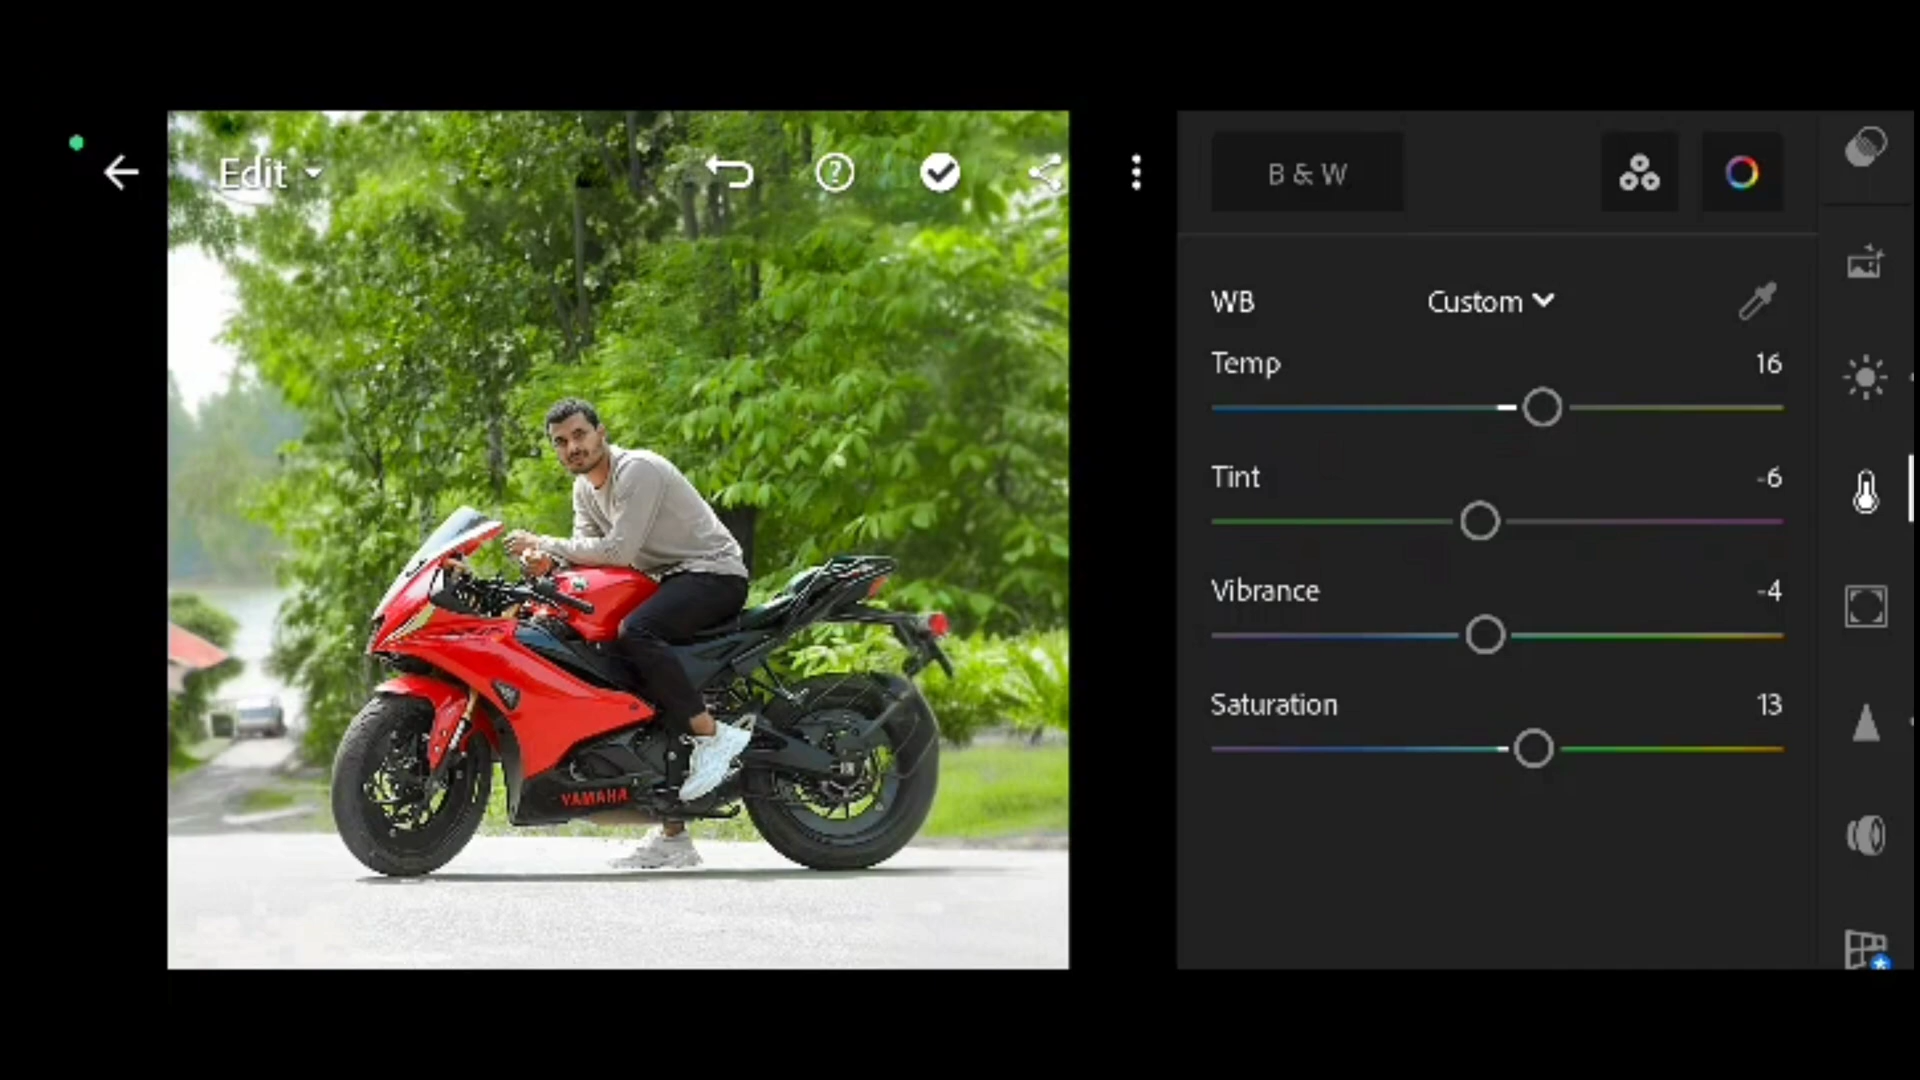 Edit
B & W
WB Custom
Temp 16
Tint -6
Vibrance -4
Saturation 13
YAMAHA